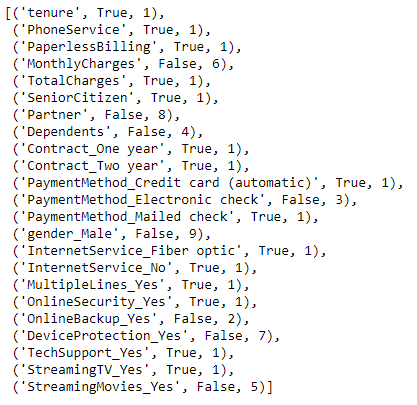 [('tenure', True, 1),
('PhoneService', True, 1),
('PaperlessBilling', True, 1),
('MonthlyCharges', False, 6),
('TotalCharges', True, 1),
('SeniorCitizen', True, 1),
('Partner', False, 8),
('Dependents', False, 4),
('Contract_One year', True, 1),
('Contract_Two year', True, 1),
('PaymentMethod_Credit card (automatic)', True, 1),
('PaymentMethod_Electronic check', False, 3),
('PaymentMethod_Mailed check', True, 1),
('gender_Male', False, 9),
('InternetService_Fiber optic', True, 1),
('InternetService_No', True, 1),
('MultipleLines_Yes', True, 1),
('OnlineSecurity_Yes', True, 1),
('OnlineBackup_Yes', False, 2),
('DeviceProtection_Yes', False, 7),
('TechSupport_Yes', True, 1),
('StreamingTV_Yes', True, 1),
('StreamingMovies_Yes', False, 5)]